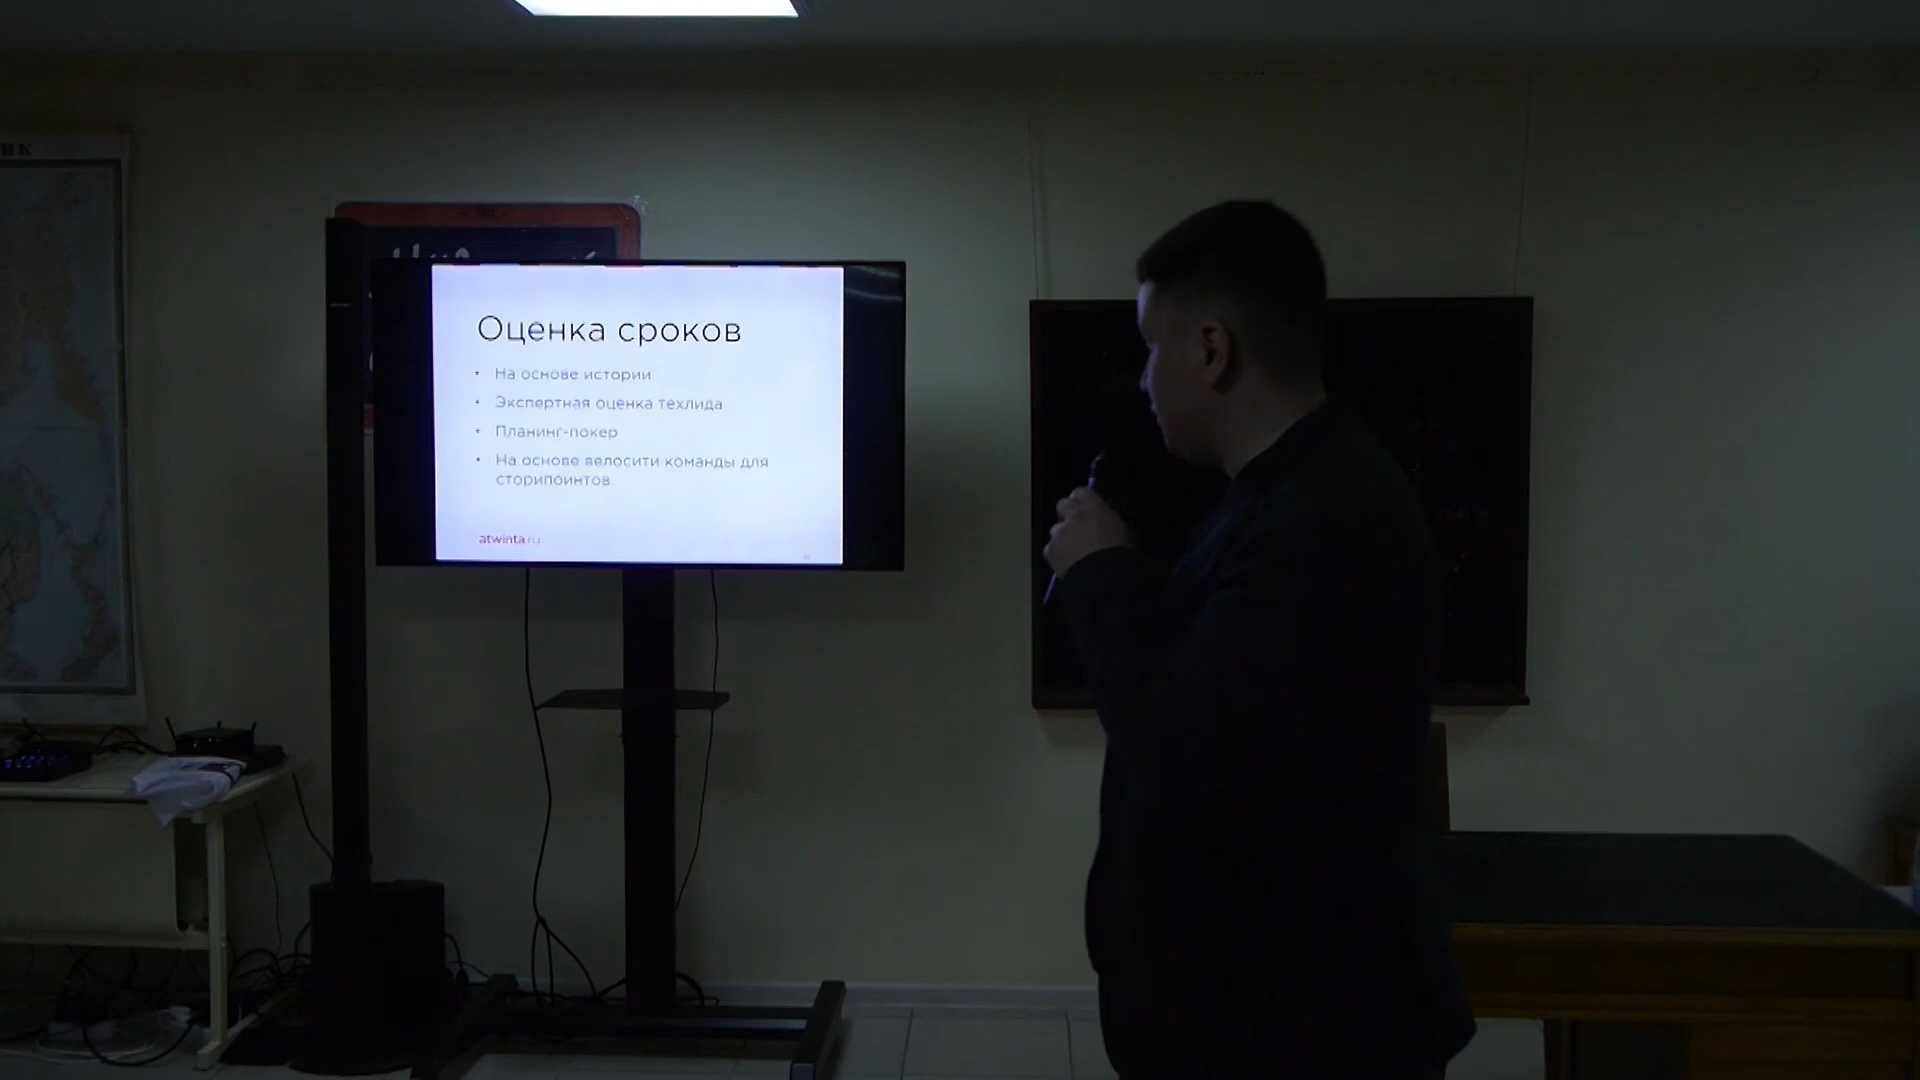 Оценка сроков
• На основе истории
• Экспертная оценка техлида
• Планинг-покер
• На основе велосити команды для
сторипоинтов.
atwinta.ru